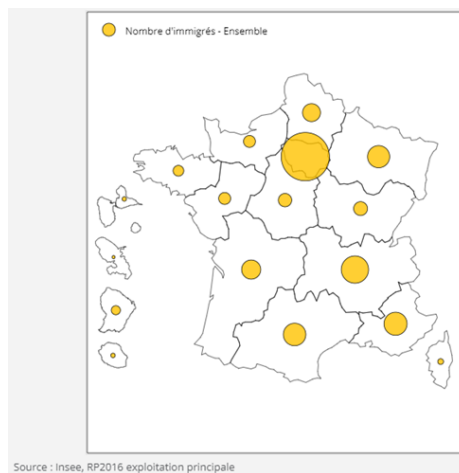 Nombre d'immigrés - Ensemble
Source : Insee, RP2016 exploitation principale